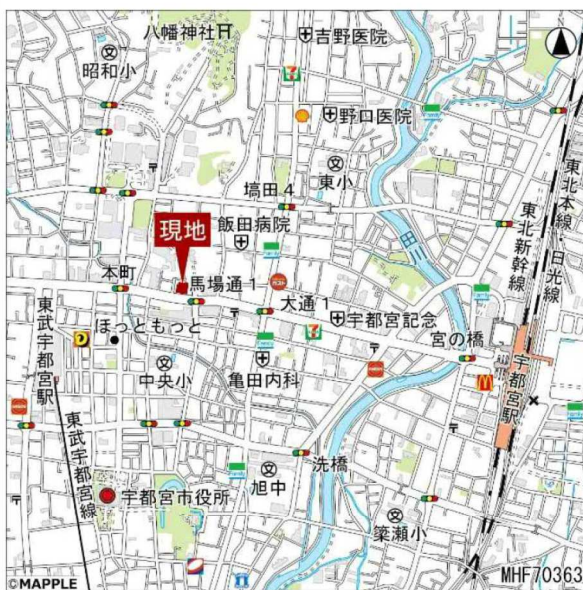 八幡神社
吉野医院
昭和小
野口医院
東小
塙田4
飯田病院
現地
田川
東北本線
東北新幹線
日光線
本町
馬場通1
大通1
ほっともっと
宇都宮記念
宮の橋
東武宇都宮駅
中央小
亀田内科
宇都宮駅
東武宇都宮線
洗橋
宇都宮市役所
旭中
簗瀬小
©MAPPLE
MHF70363